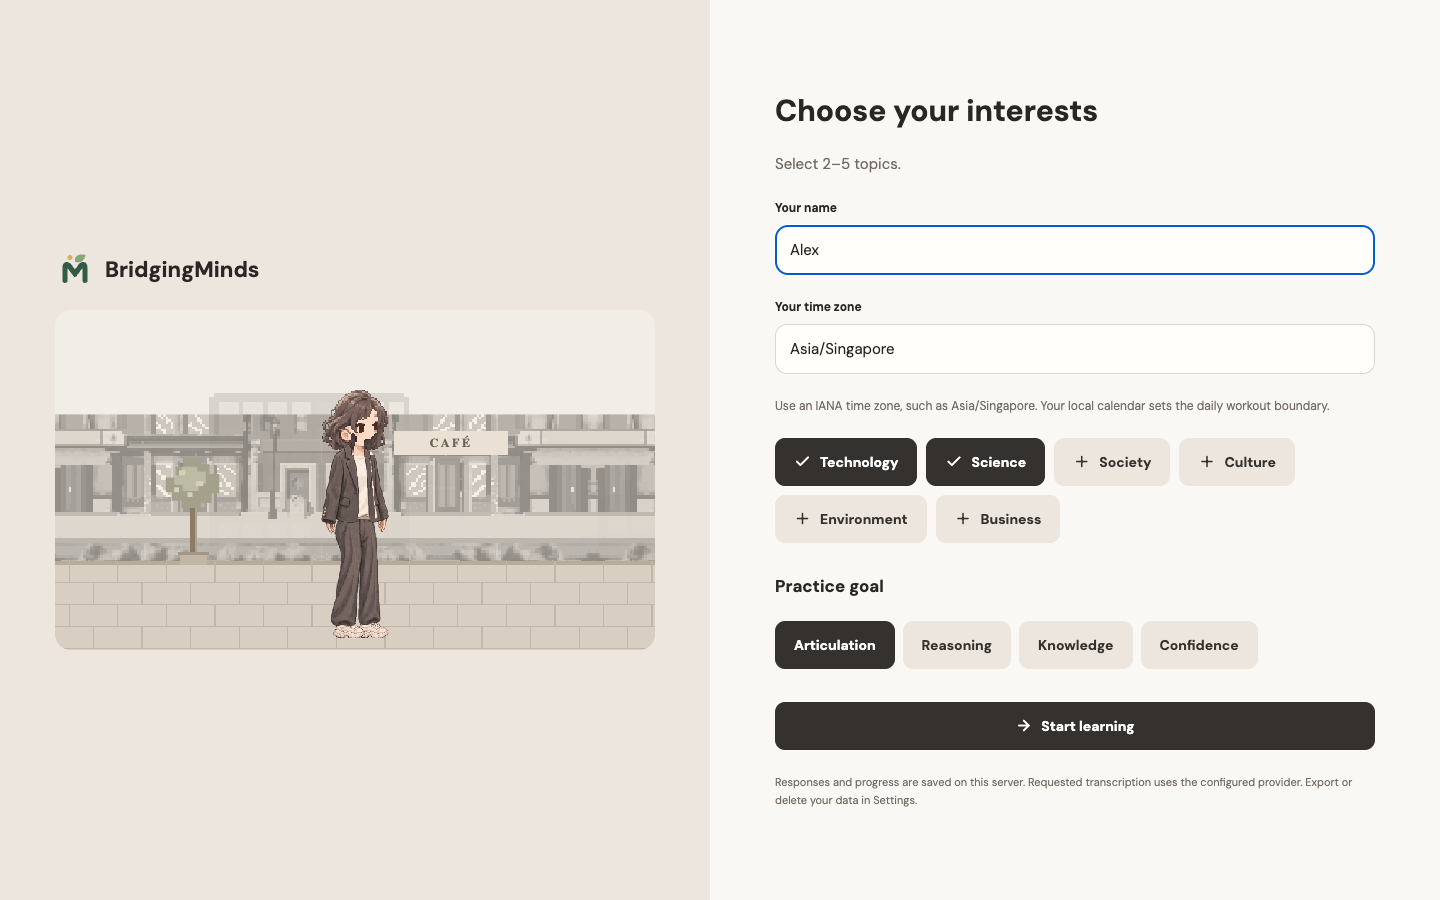 BridgingMinds
CAFÉ
Choose your interests
Select 2–5 topics.
Your name
Alex
Your time zone
Asia/Singapore
Use an IANA time zone, such as Asia/Singapore. Your local calendar sets the daily workout boundary.
Technology
Science
Society
Culture
Environment
Business
Practice goal
Articulation
Reasoning
Knowledge
Confidence
Start learning
Responses and progress are saved on this server. Requested transcription uses the configured provider. Export or
delete your data in Settings.